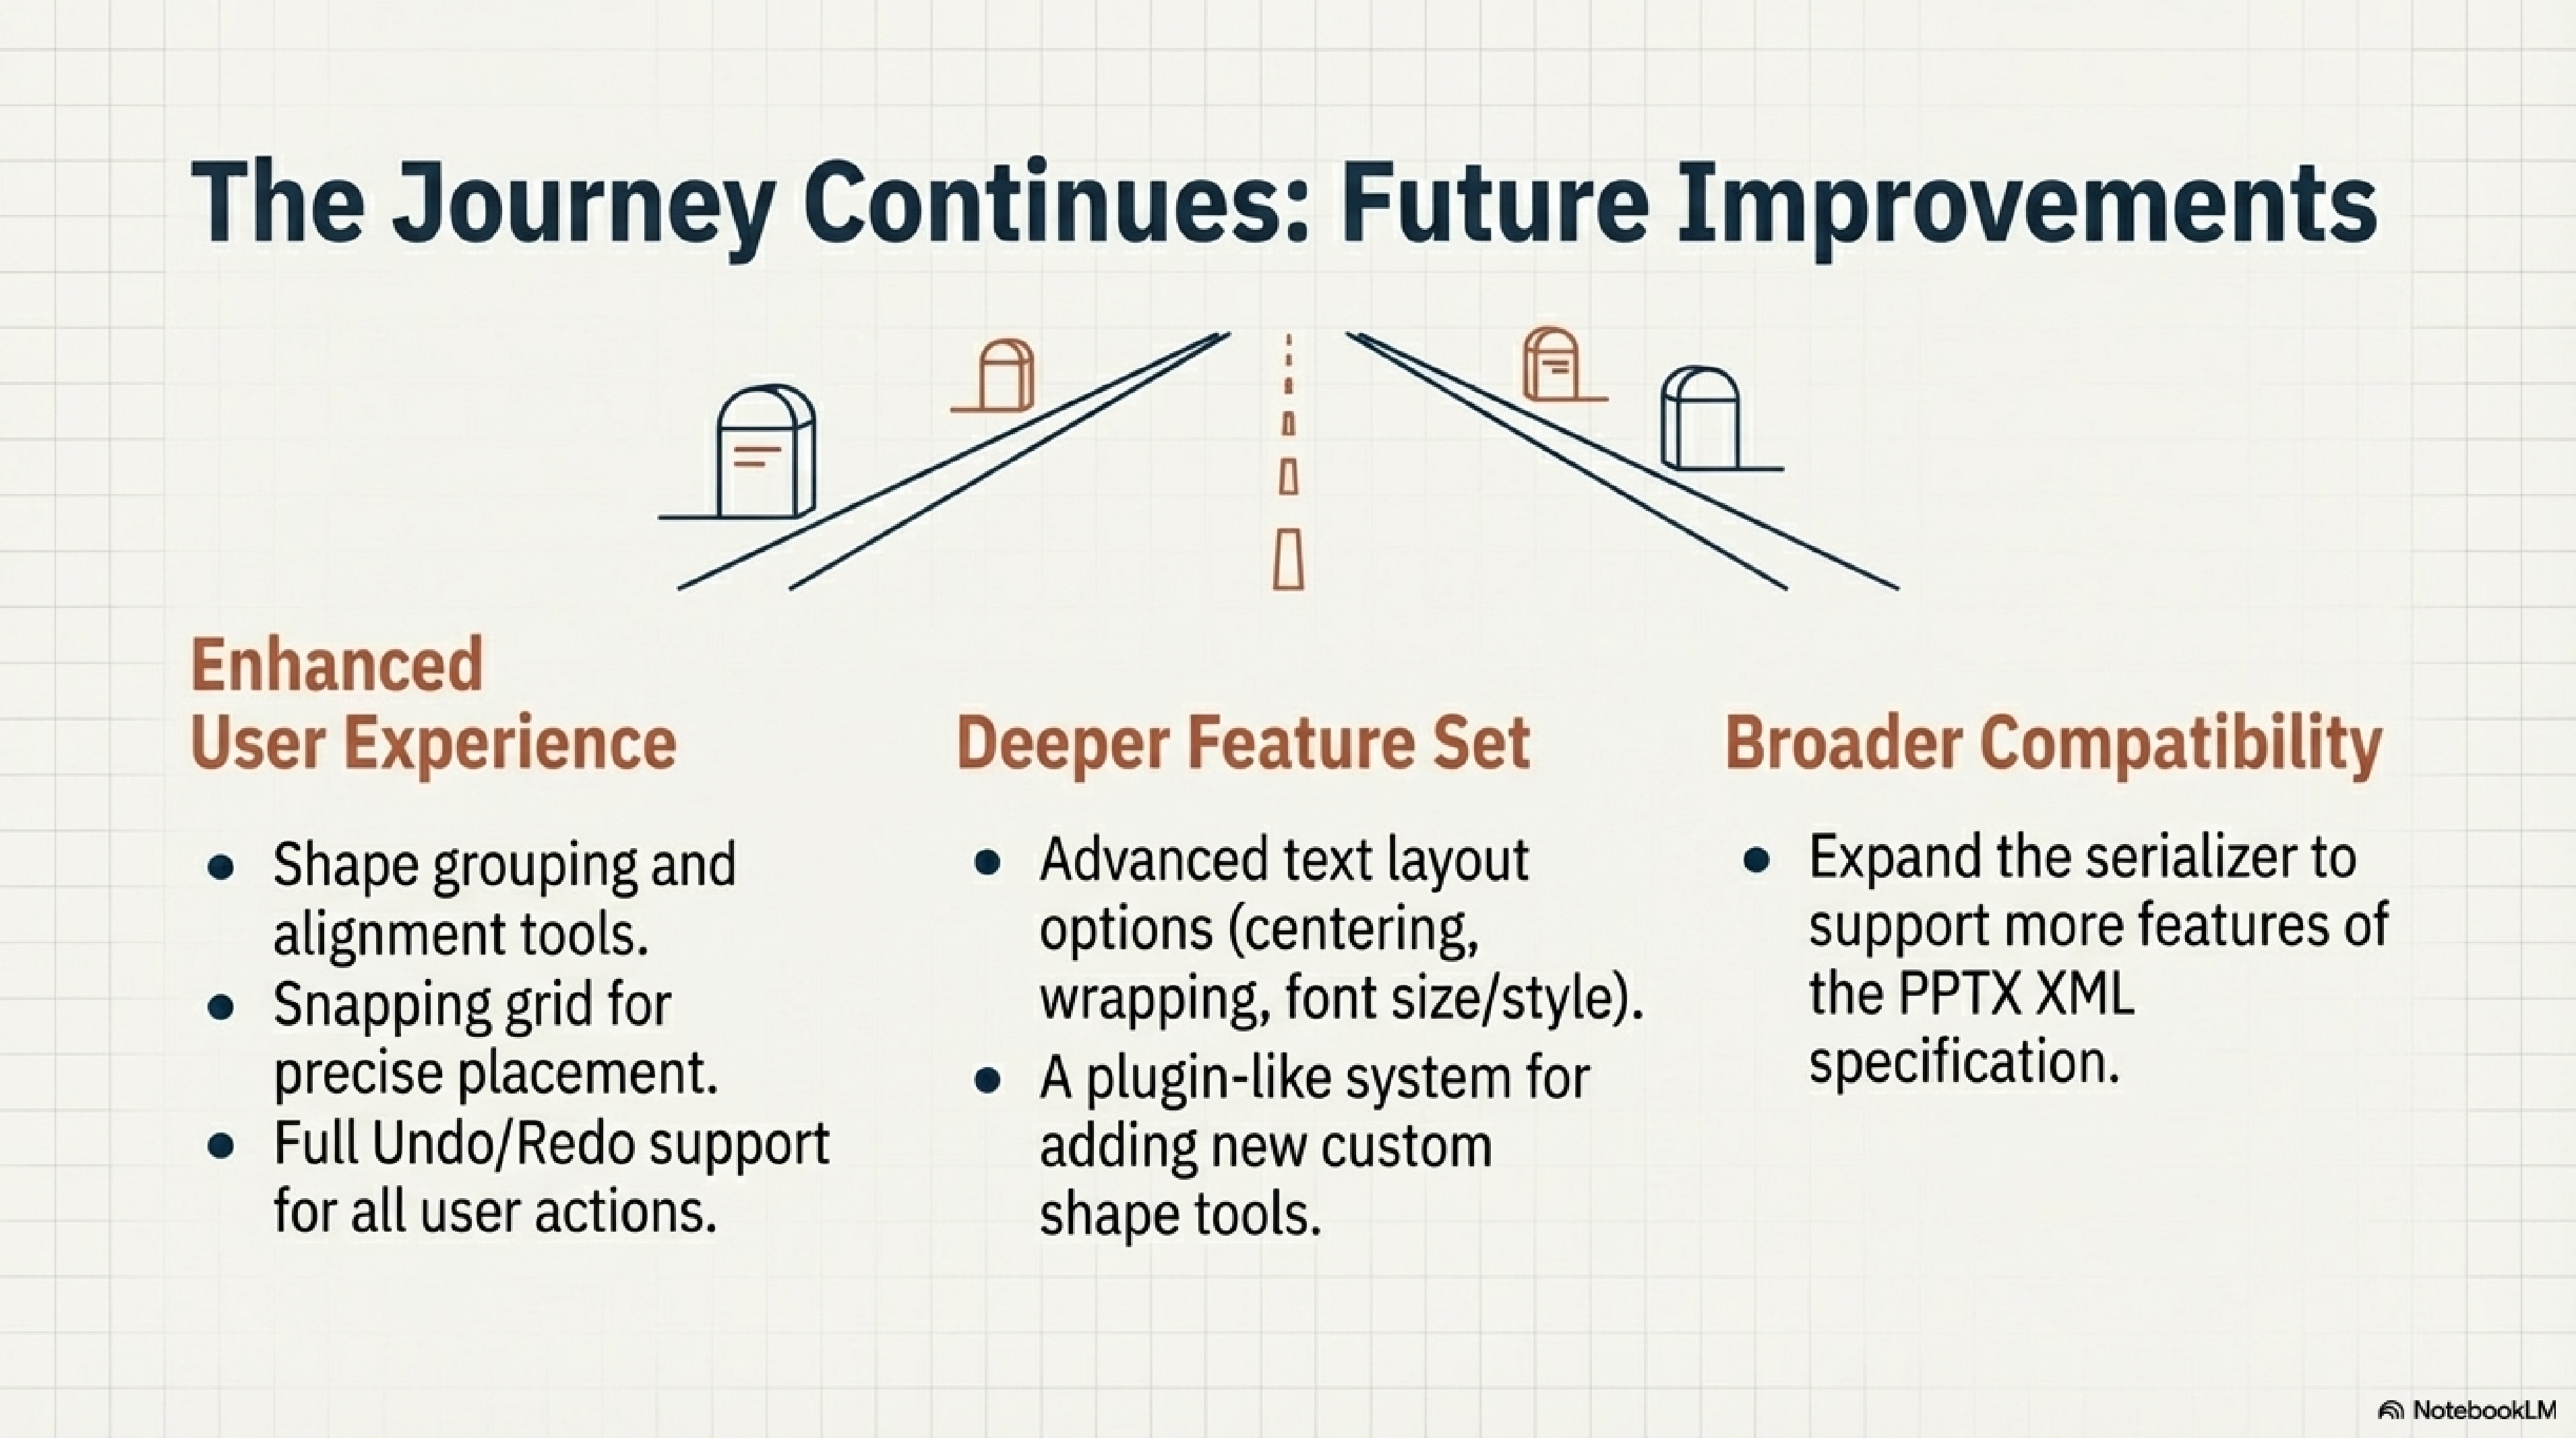 The Journey Continues: Future Improvements
Enhanced
User Experience
• Shape grouping and
alignment tools.
• Snapping grid for
precise placement.
• Full Undo/Redo support
for all user actions.
Deeper Feature Set
• Advanced text layout
options (centering,
wrapping, font size/style).
• A plugin-like system for
adding new custom
shape tools.
Broader Compatibility
• Expand the serializer to
support more features of
the PPTX XML
specification.
NotebookLM